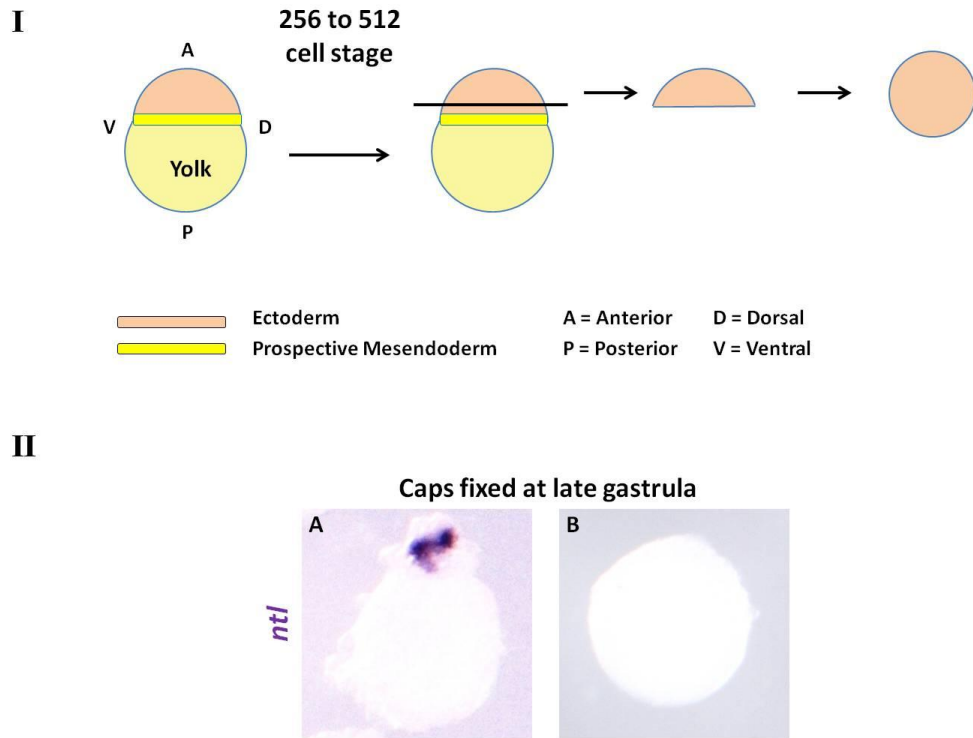 I
256 to 512
cell stage
A
V
D
Yolk
P
Ectoderm
A = Anterior
D = Dorsal
Prospective Mesendoderm
P = Posterior
V = Ventral
II
Caps fixed at late gastrula
A
B
ntl